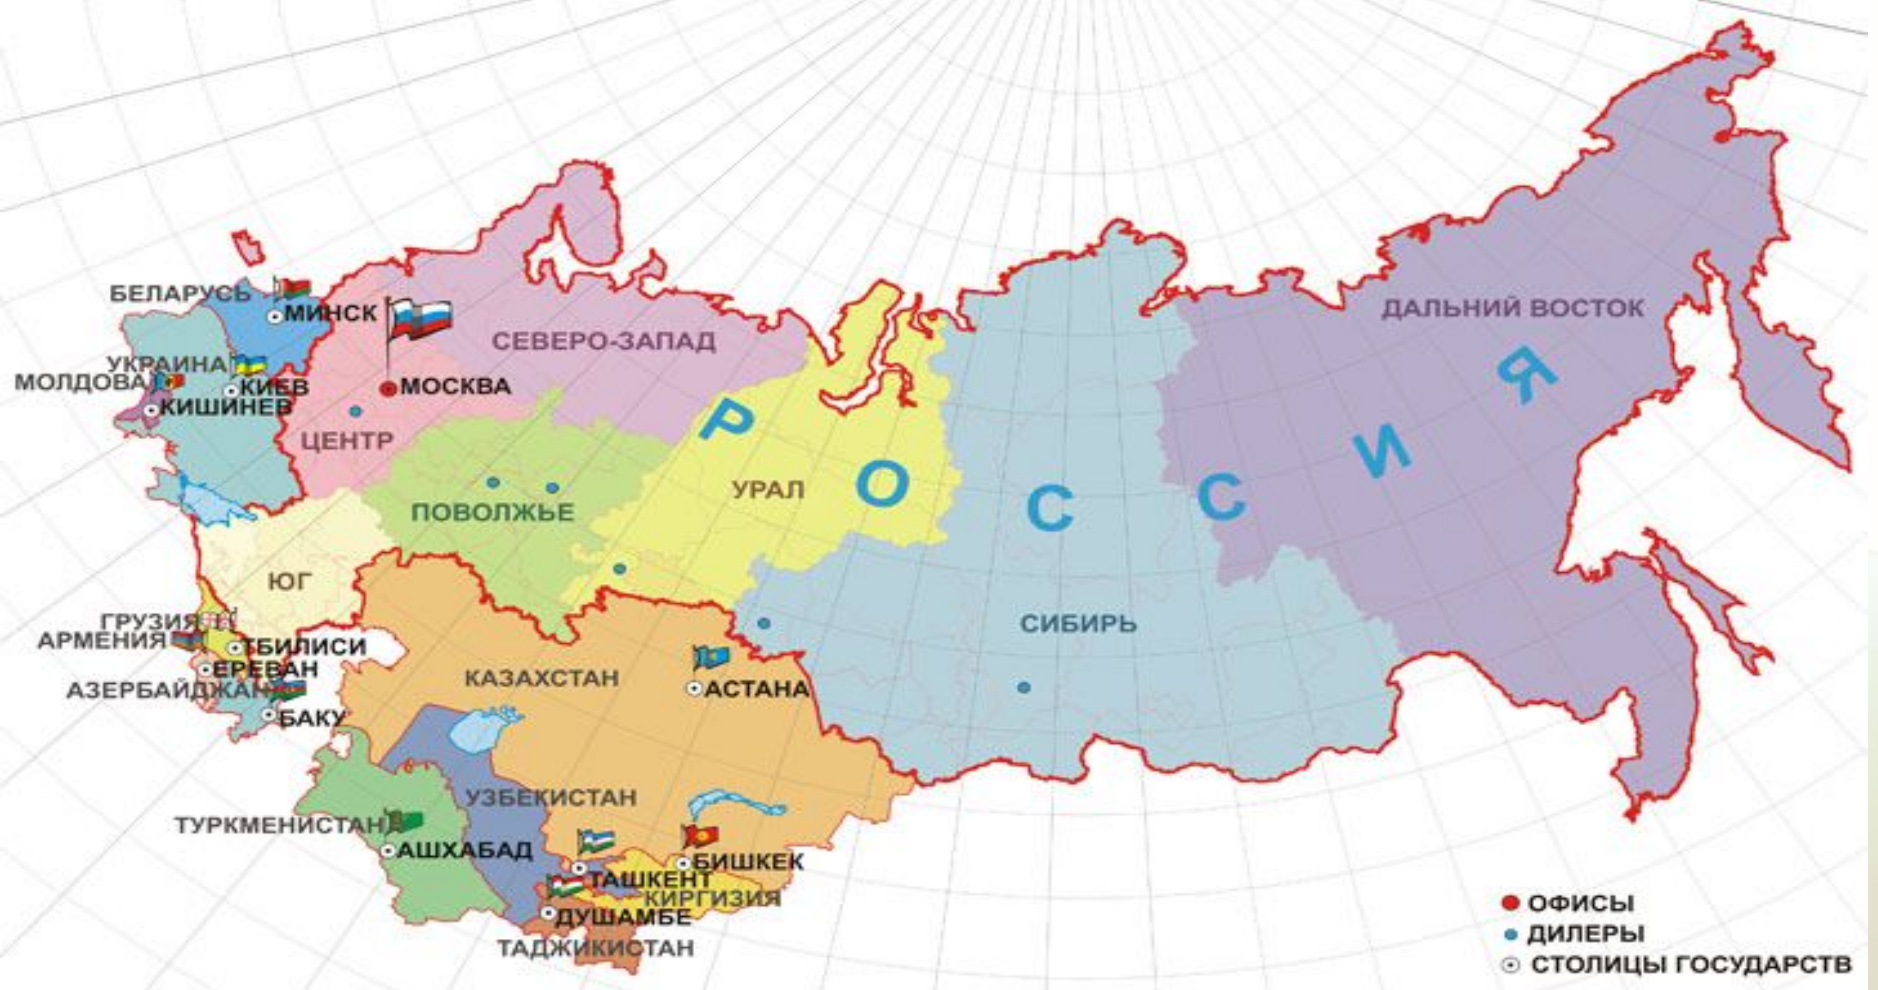 БЕЛАРУСЬ
МИНСК
УКРАИНА
МОЛДОВА
КИЕВ
КИШИНЕВ
МОСКВА
СЕВЕРО-ЗАПАД
ЦЕНТР
ПОВОЛЖЬЕ
УРАЛ
ДАЛЬНИЙ ВОСТОК
РОССИЯ
ЮГ
СИБИРЬ
ГРУЗИЯ
АРМЕНИЯ
ТБИЛИСИ
ЕРЕВАН
АЗЕРБАЙДЖАН
БАКУ
КАЗАХСТАН
АСТАНА
УЗБЕКИСТАН
ТУРКМЕНИСТАН
АШХАБАД
БИШКЕК
ТАШКЕНТ
КИРГИЗИЯ
ДУШАМБЕ
ТАДЖИКИСТАН
ОФИСЫ
ДИЛЕРЫ
СТОЛИЦЫ ГОСУДАРСТВ